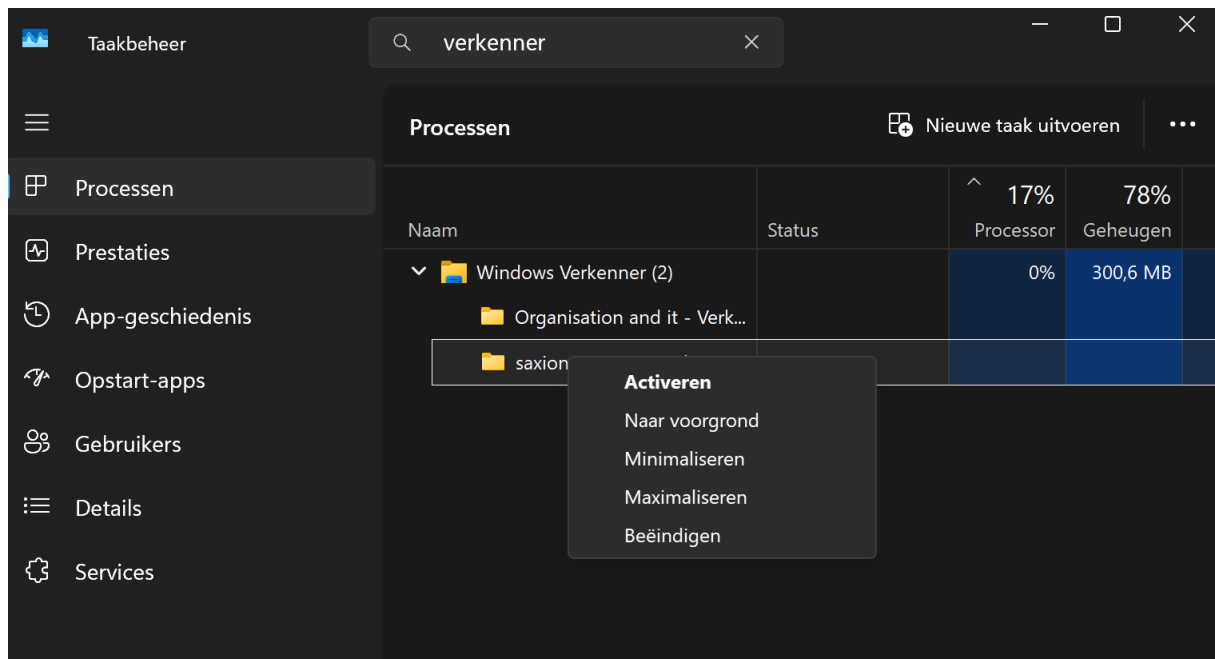 Taakbeheer
verkenner
Processen
Nieuwe taak uitvoeren
Processen
Prestaties
App-geschiedenis
Opstart-apps
Gebruikers
Details
Services
17%
78%
Naam
Status
Processor
Geheugen
Windows Verkenner (2)
0%
300,6 MB
Organisation and it - Verk...
saxion
Activeren
Naar voorgrond
Minimaliseren
Maximaliseren
Beëindigen